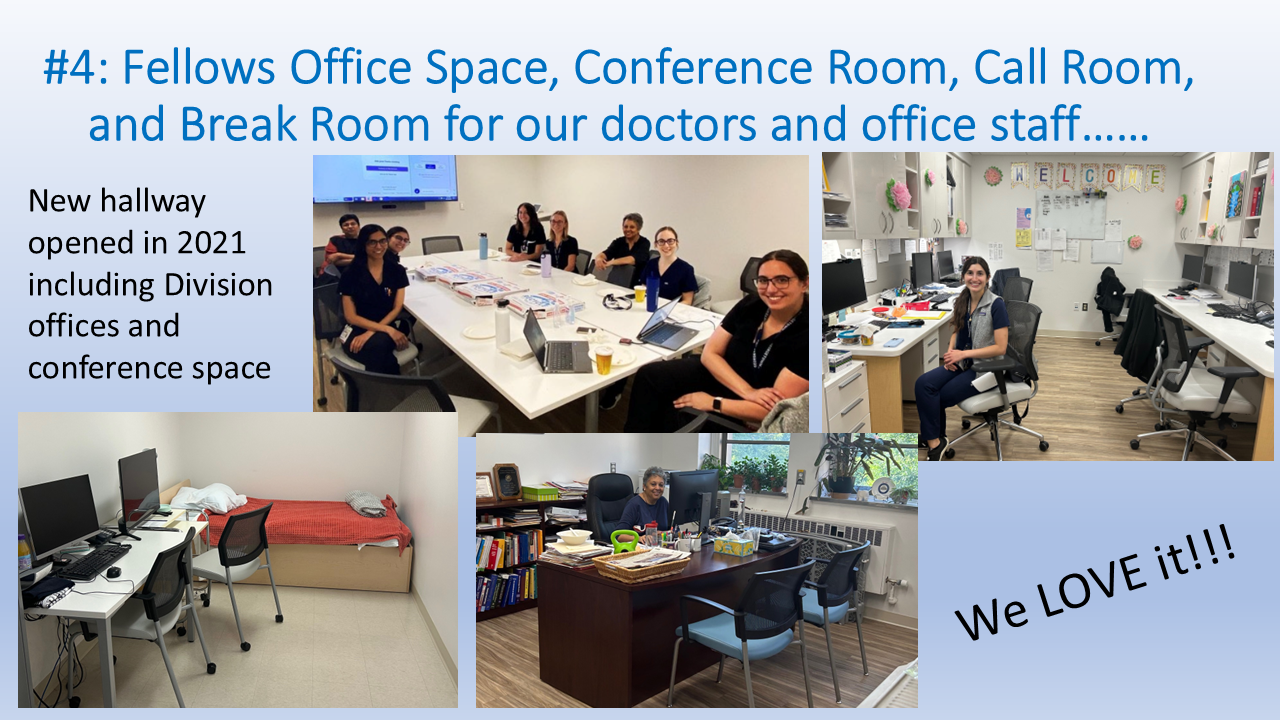 #4: Fellows Office Space, Conference Room, Call Room,
and Break Room for our doctors and office staff……
New hallway
opened in 2021
including Division
offices and
conference space
WELCOME
We LOVE it!!!